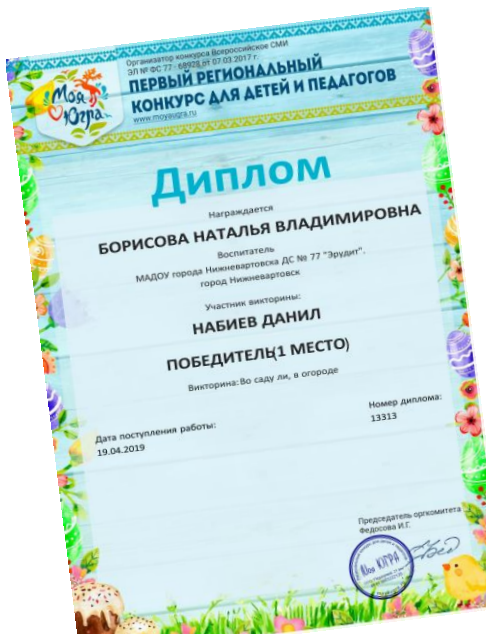 Моя Югра
Организатор конкурса Всероссийское СМИ
ЭЛ № ФС 77 - 68928 от 07.03.2017 г.
ПЕРВЫЙ РЕГИОНАЛЬНЫЙ
КОНКУРС ДЛЯ ДЕТЕЙ И ПЕДАГОГОВ
www.moyaugra.ru
Диплом
Награждается
БОРИСОВА НАТАЛЬЯ ВЛАДИМИРОВНА
Воспитатель
МАДОУ города Нижневартовска ДС № 77 "Эрудит".
город Нижневартовск
Участник викторины:
НАБИЕВ ДАНИЛ
ПОБЕДИТЕЛЬ(1 МЕСТО)
Викторина:Во саду ли, в огороде
Дата поступления работы:
19.04.2019
Номер диплома:
13313
Председатель оргкомитета
Федосова И.Г.
Моя ЮГРА